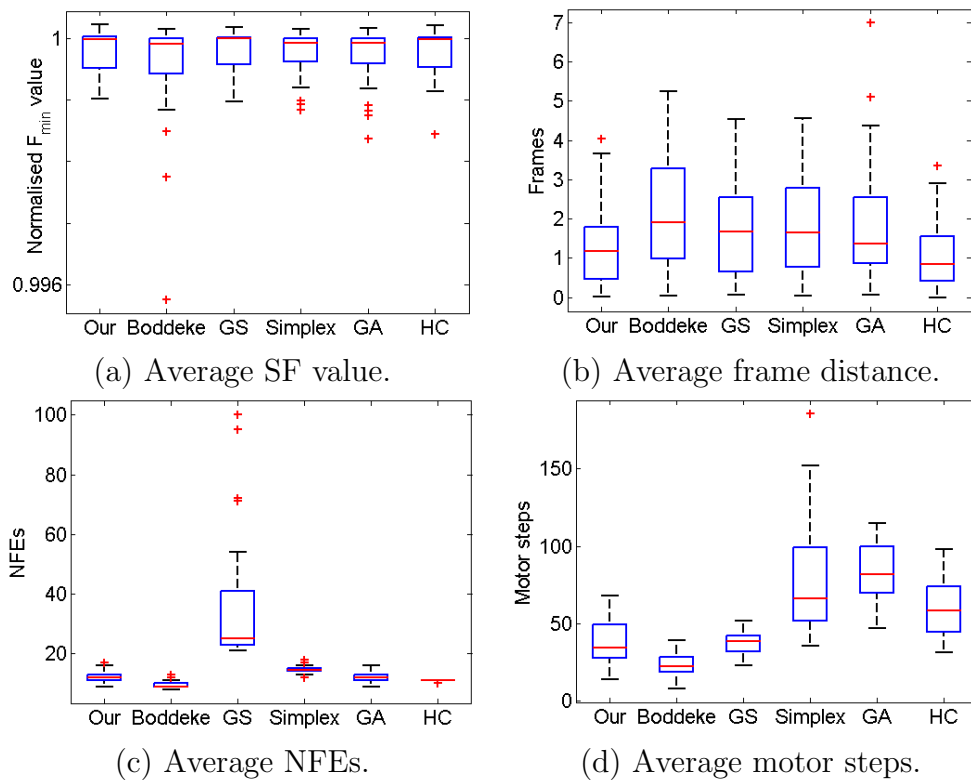 1
0.996
Normalised Fmin value
Our Boddeke GS Simplex GA HC
(a) Average SF value.
7
6
5
4
3
2
1
0
Frames
Our Boddeke GS Simplex GA HC
(b) Average frame distance.
100
80
60
40
20
NFEs
Our Boddeke GS Simplex GA HC
(c) Average NFEs.
150
100
50
0
Motor steps
Our Boddeke GS Simplex GA HC
(d) Average motor steps.